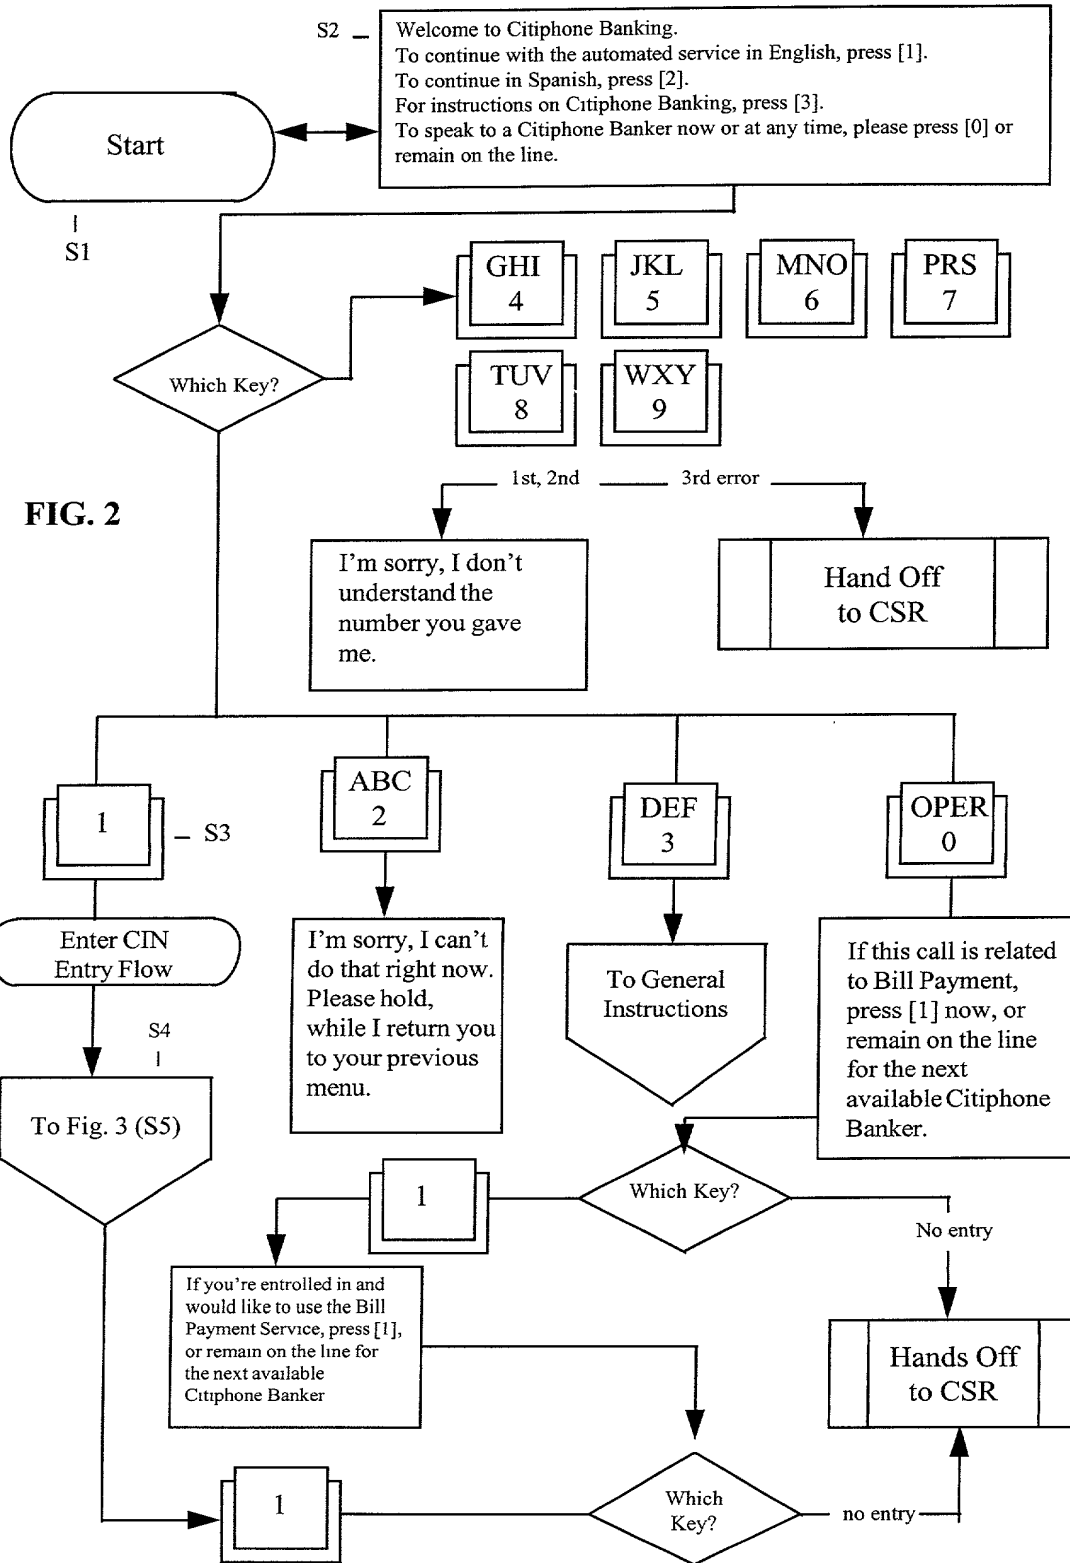 S2
Welcome to Citiphone Banking.
To continue with the automated service in English, press [1].
To continue in Spanish, press [2].
For instructions on Citiphone Banking, press [3].
To speak to a Citiphone Banker now or at any time, please press [0] or
remain on the line.
Start
S1
GHI
4
JKL
5
MNO
6
PRS
7
Which Key?
TUV
8
WXY
9
1st, 2nd
3rd error
FIG. 2
I'm sorry, I don't
understand the
number you gave
me.
Hand Off
to CSR
1
S3
ABC
2
DEF
3
OPER
0
Enter CIN
Entry Flow
I'm sorry, I can't
do that right now.
Please hold,
while I return you
to your previous
menu.
To General
Instructions
If this call is related
to Bill Payment,
press [1] now, or
remain on the line
for the next
available Citiphone
Banker.
S4
To Fig. 3 (S5)
1
Which Key?
No entry
If you're enrolled in and
would like to use the Bill
Payment Service, press [1],
or remain on the line for
the next available
Citiphone Banker
Hands Off
to CSR
1
Which
Key?
no entry